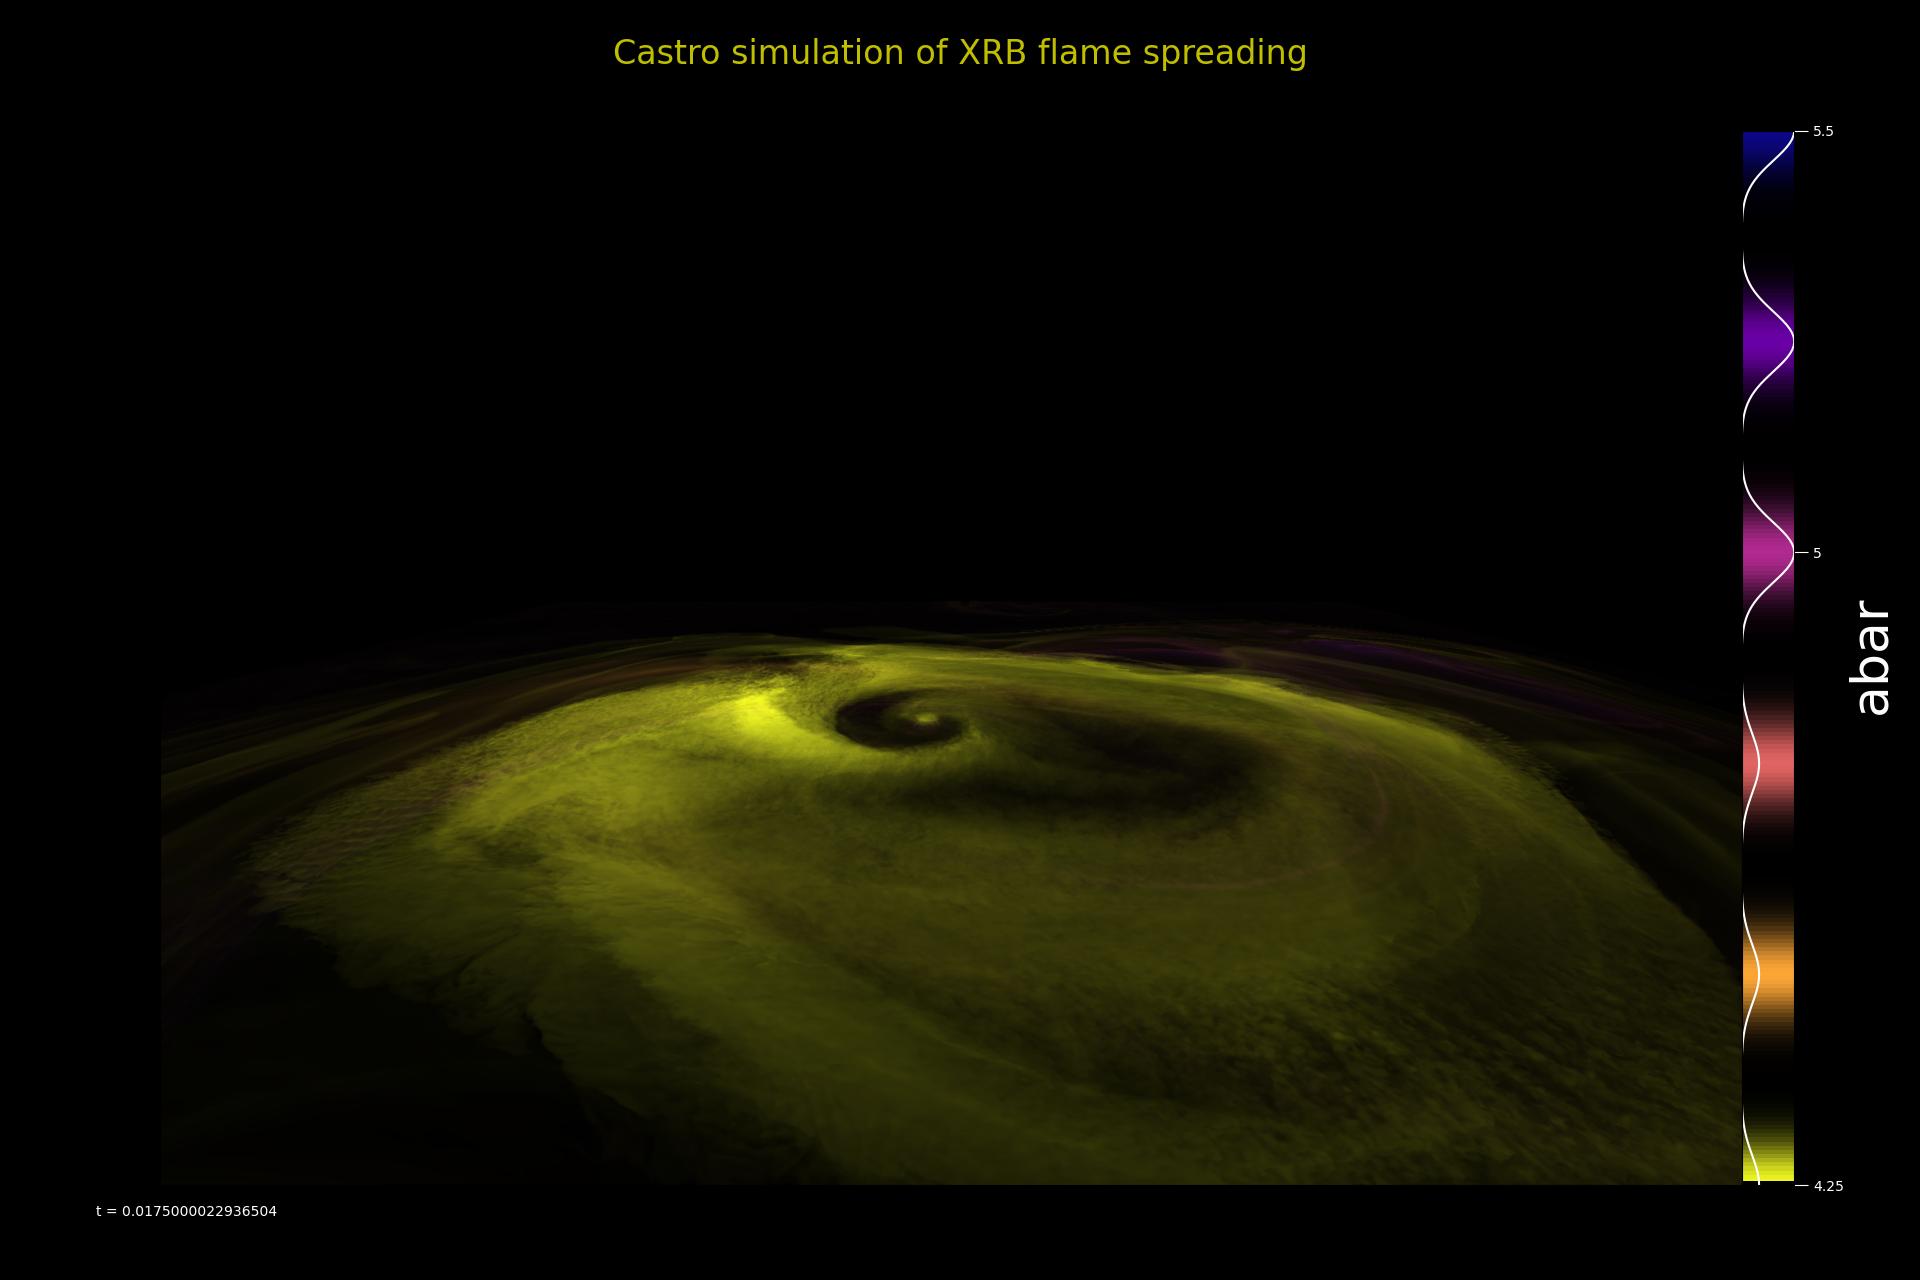 Castro simulation of XRB flame spreading
5.5
5
abar
4.25
t = 0.0175000022936504